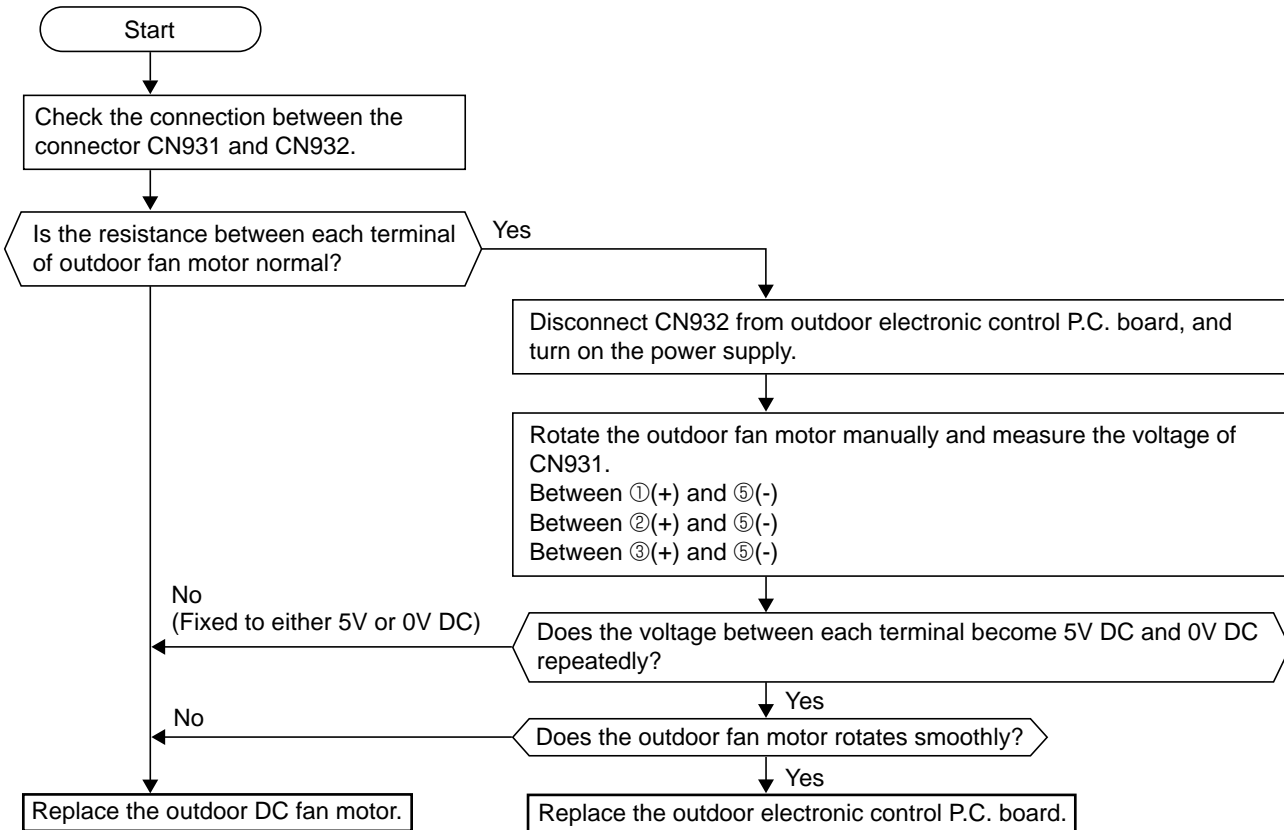 Start
Check the connection between the
connector CN931 and CN932.
Is the resistance between each terminal
of outdoor fan motor normal?
Yes
Disconnect CN932 from outdoor electronic control P.C. board, and
turn on the power supply.
Rotate the outdoor fan motor manually and measure the voltage of
CN931.
Between ①(+) and ⑤(-)
Between ②(+) and ⑤(-)
Between ③(+) and ⑤(-)
No
(Fixed to either 5V or 0V DC)
Does the voltage between each terminal become 5V DC and 0V DC
repeatedly?
Yes
No
Does the outdoor fan motor rotates smoothly?
Yes
Replace the outdoor DC fan motor.
Replace the outdoor electronic control P.C. board.